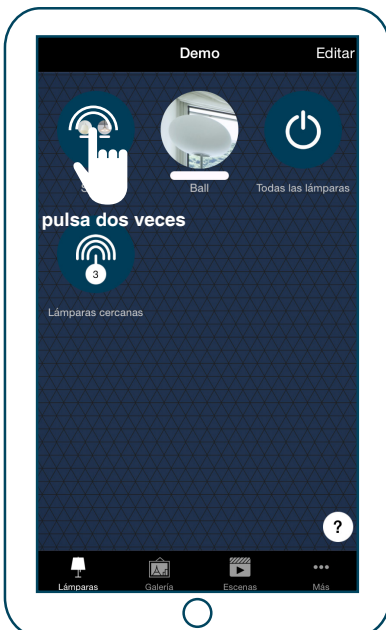 Demo
Editar
Ball
Todas las lámparas
pulsa dos veces
3
Lámparas cercanas
?
Lámparas
Galería
Escenas
Más